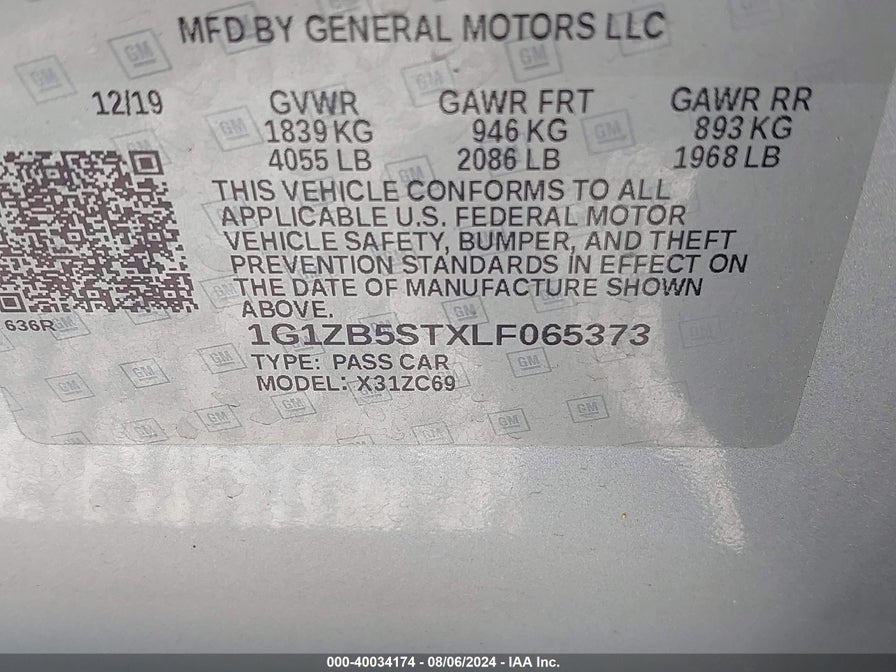 MFD BY GENERAL MOTORS LLC
12/19 GVWR GAWR FRT GAWR RR
1839 KG 946 KG 893 KG
4055 LB 2086 LB 1968 LB
THIS VEHICLE CONFORMS TO ALL
APPLICABLE U.S. FEDERAL MOTOR
VEHICLE SAFETY, BUMPER, AND THEFT
PREVENTION STANDARDS IN EFFECT ON
THE DATE OF MANUFACTURE SHOWN
ABOVE.
636R
1G1ZB5STXLF065373
TYPE: PASS CAR
MODEL: X31ZC69
000-40034174 - 08/06/2024 - IAA Inc.